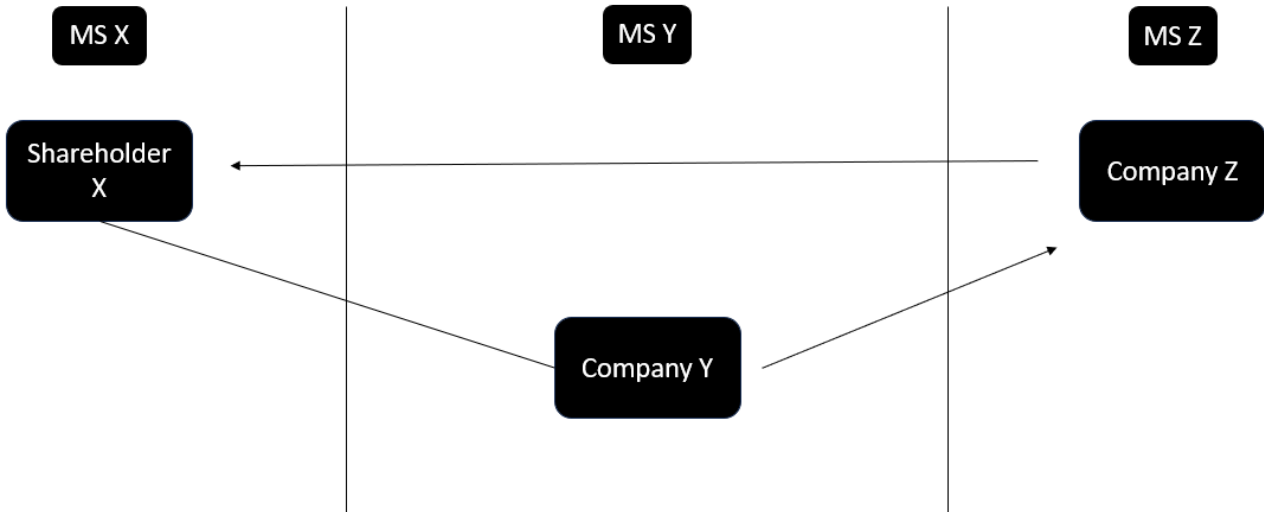 MS X
MS Y
MS Z
Shareholder
X
Company Z
Company Y